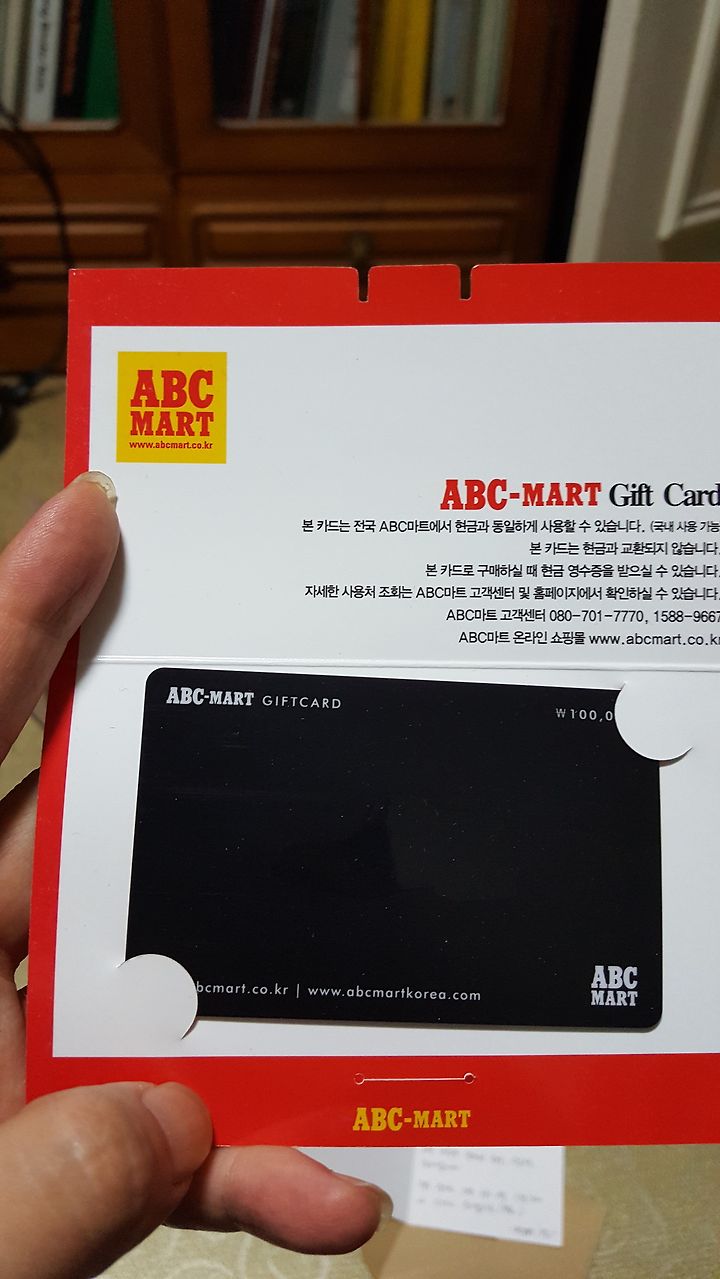 ABC
MART
www.abcmart.co.kr
ABC-MART Gift Card
본 카드는 전국 ABC마트에서 현금과 동일하게 사용할 수 있습니다. (국내 사용 가능
본 카드는 현금과 교환되지 않습니다.
본 카드로 구매하실 때 현금 영수증을 받으실 수 있습니다.
자세한 사용처 조회는 ABC마트 고객센터 및 홈페이지에서 확인하실 수 있습니다.
ABC마트 고객센터 080-701-7770, 1588-9667
ABC마트 온라인 쇼핑몰 www.abcmart.co.kr
ABC-MART GIFTCARD
₩100,0
bcmart.co.kr | www.abcmartkorea.com
ABC
MART
ABC-MART